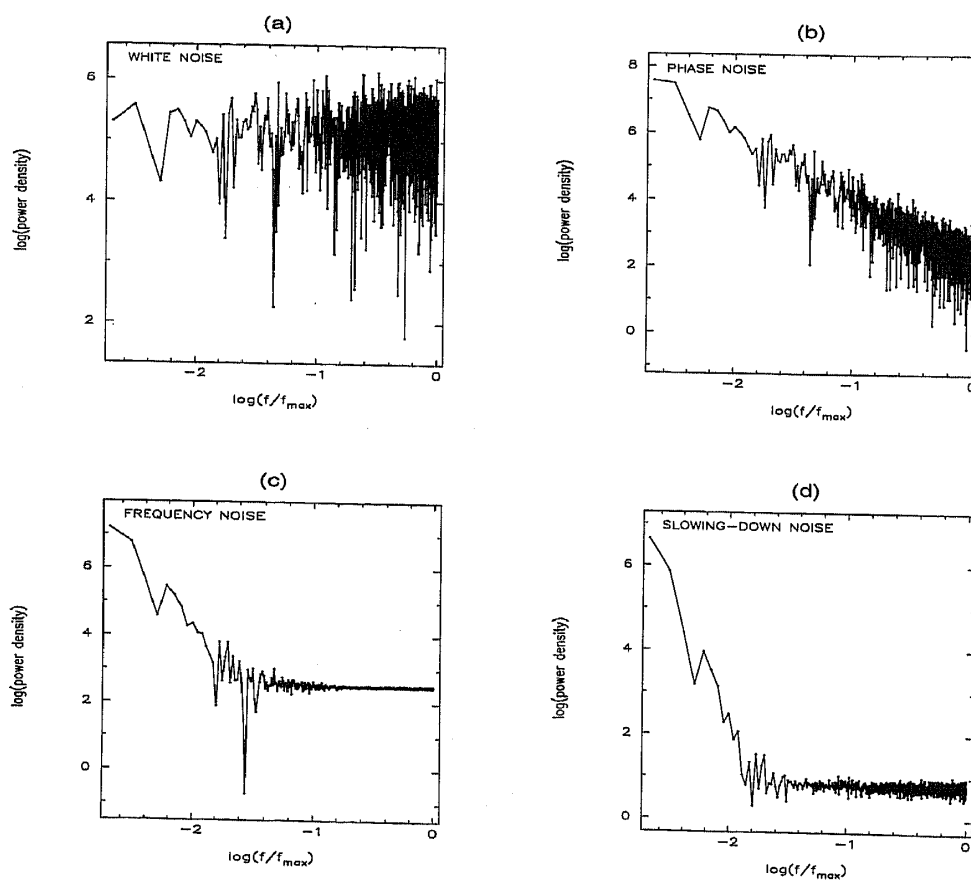 (a)
WHITE NOISE
6
4
2
log(power density)
−2
−1
0
log(f/fmax)
(b)
PHASE NOISE
8
6
4
2
0
log(power density)
−2
−1
0
log(f/fmax)
(c)
FREQUENCY NOISE
6
4
2
0
log(power density)
−2
−1
0
log(f/fmax)
(d)
SLOWING−DOWN NOISE
6
4
2
0
log(power density)
−2
−1
0
log(f/fmax)